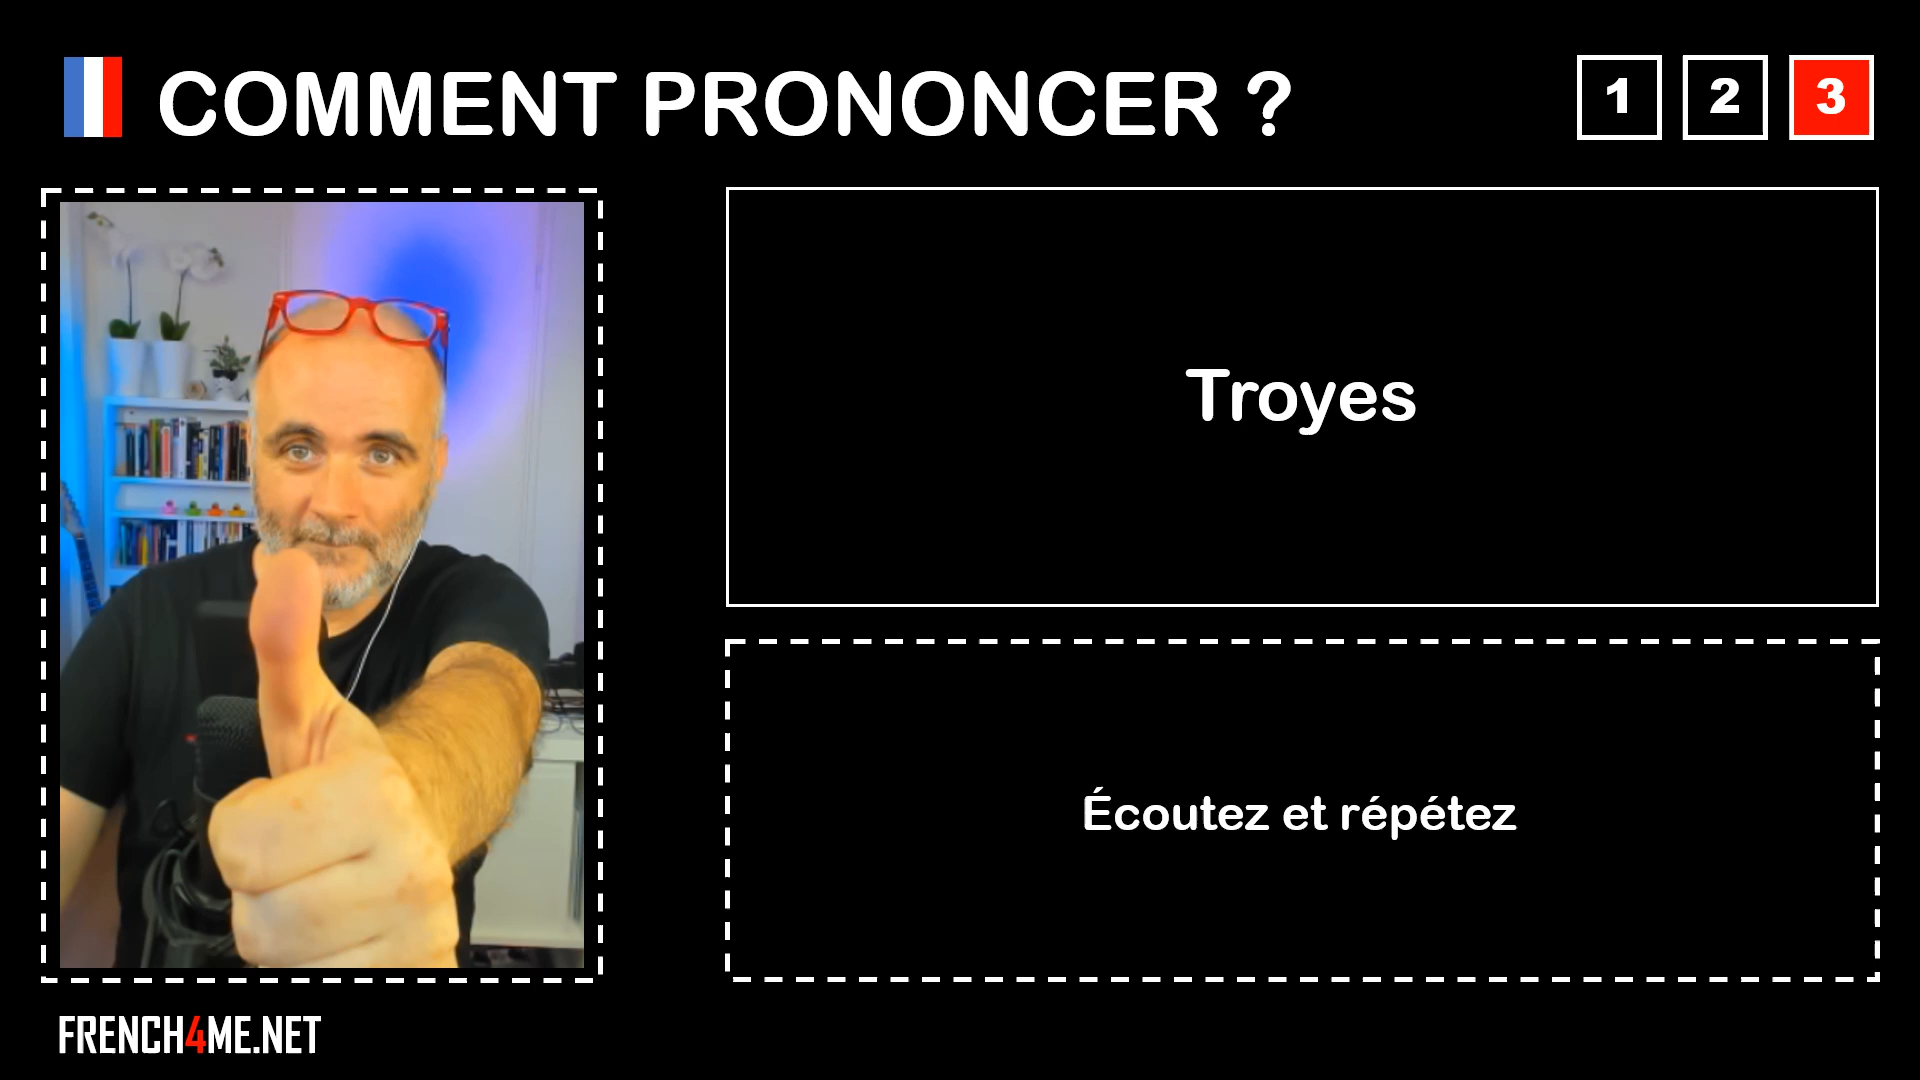 COMMENT PRONONCER ?
1 2 3
Troyes
Écoutez et répétez
FRENCH4ME.NET